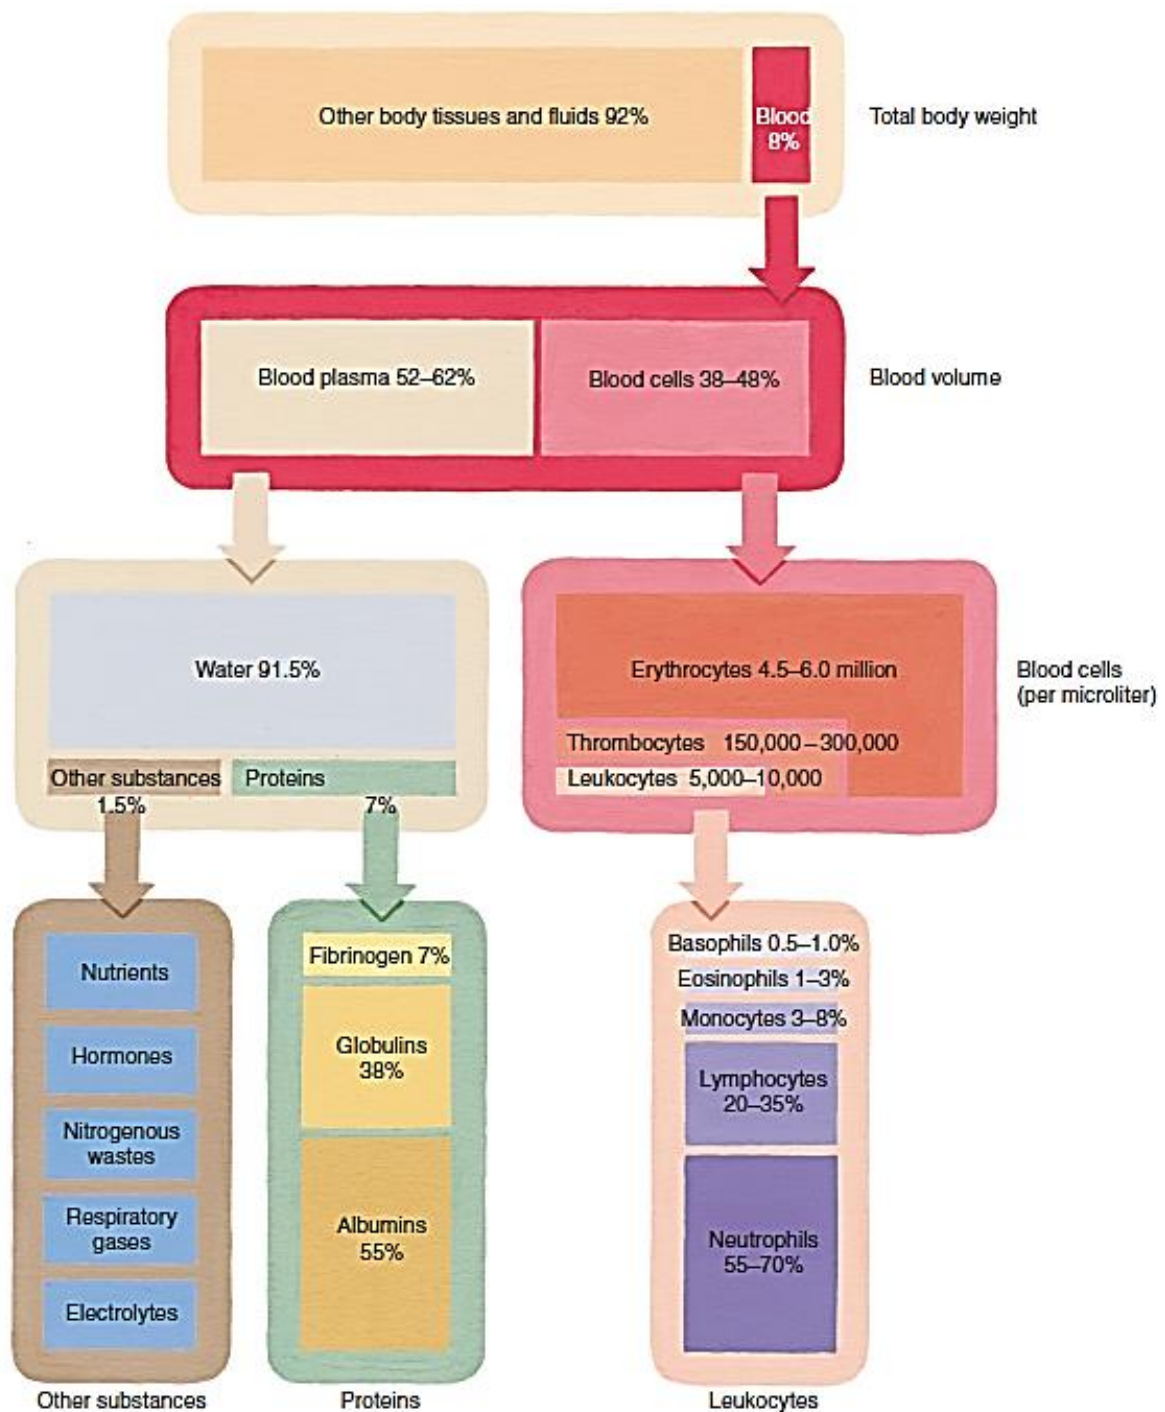 Other body tissues and fluids 92%
Blood
8%
Total body weight
Blood plasma 52–62%
Blood cells 38–48%
Blood volume
Water 91.5%
Other substances
1.5%
Proteins
7%
Erythrocytes 4.5–6.0 million
Thrombocytes 150,000–300,000
Leukocytes 5,000–10,000
Blood cells
(per microliter)
Nutrients
Hormones
Nitrogenous
wastes
Respiratory
gases
Electrolytes
Other substances
Fibrinogen 7%
Globulins
38%
Albumins
55%
Proteins
Basophils 0.5–1.0%
Eosinophils 1–3%
Monocytes 3–8%
Lymphocytes
20–35%
Neutrophils
55–70%
Leukocytes